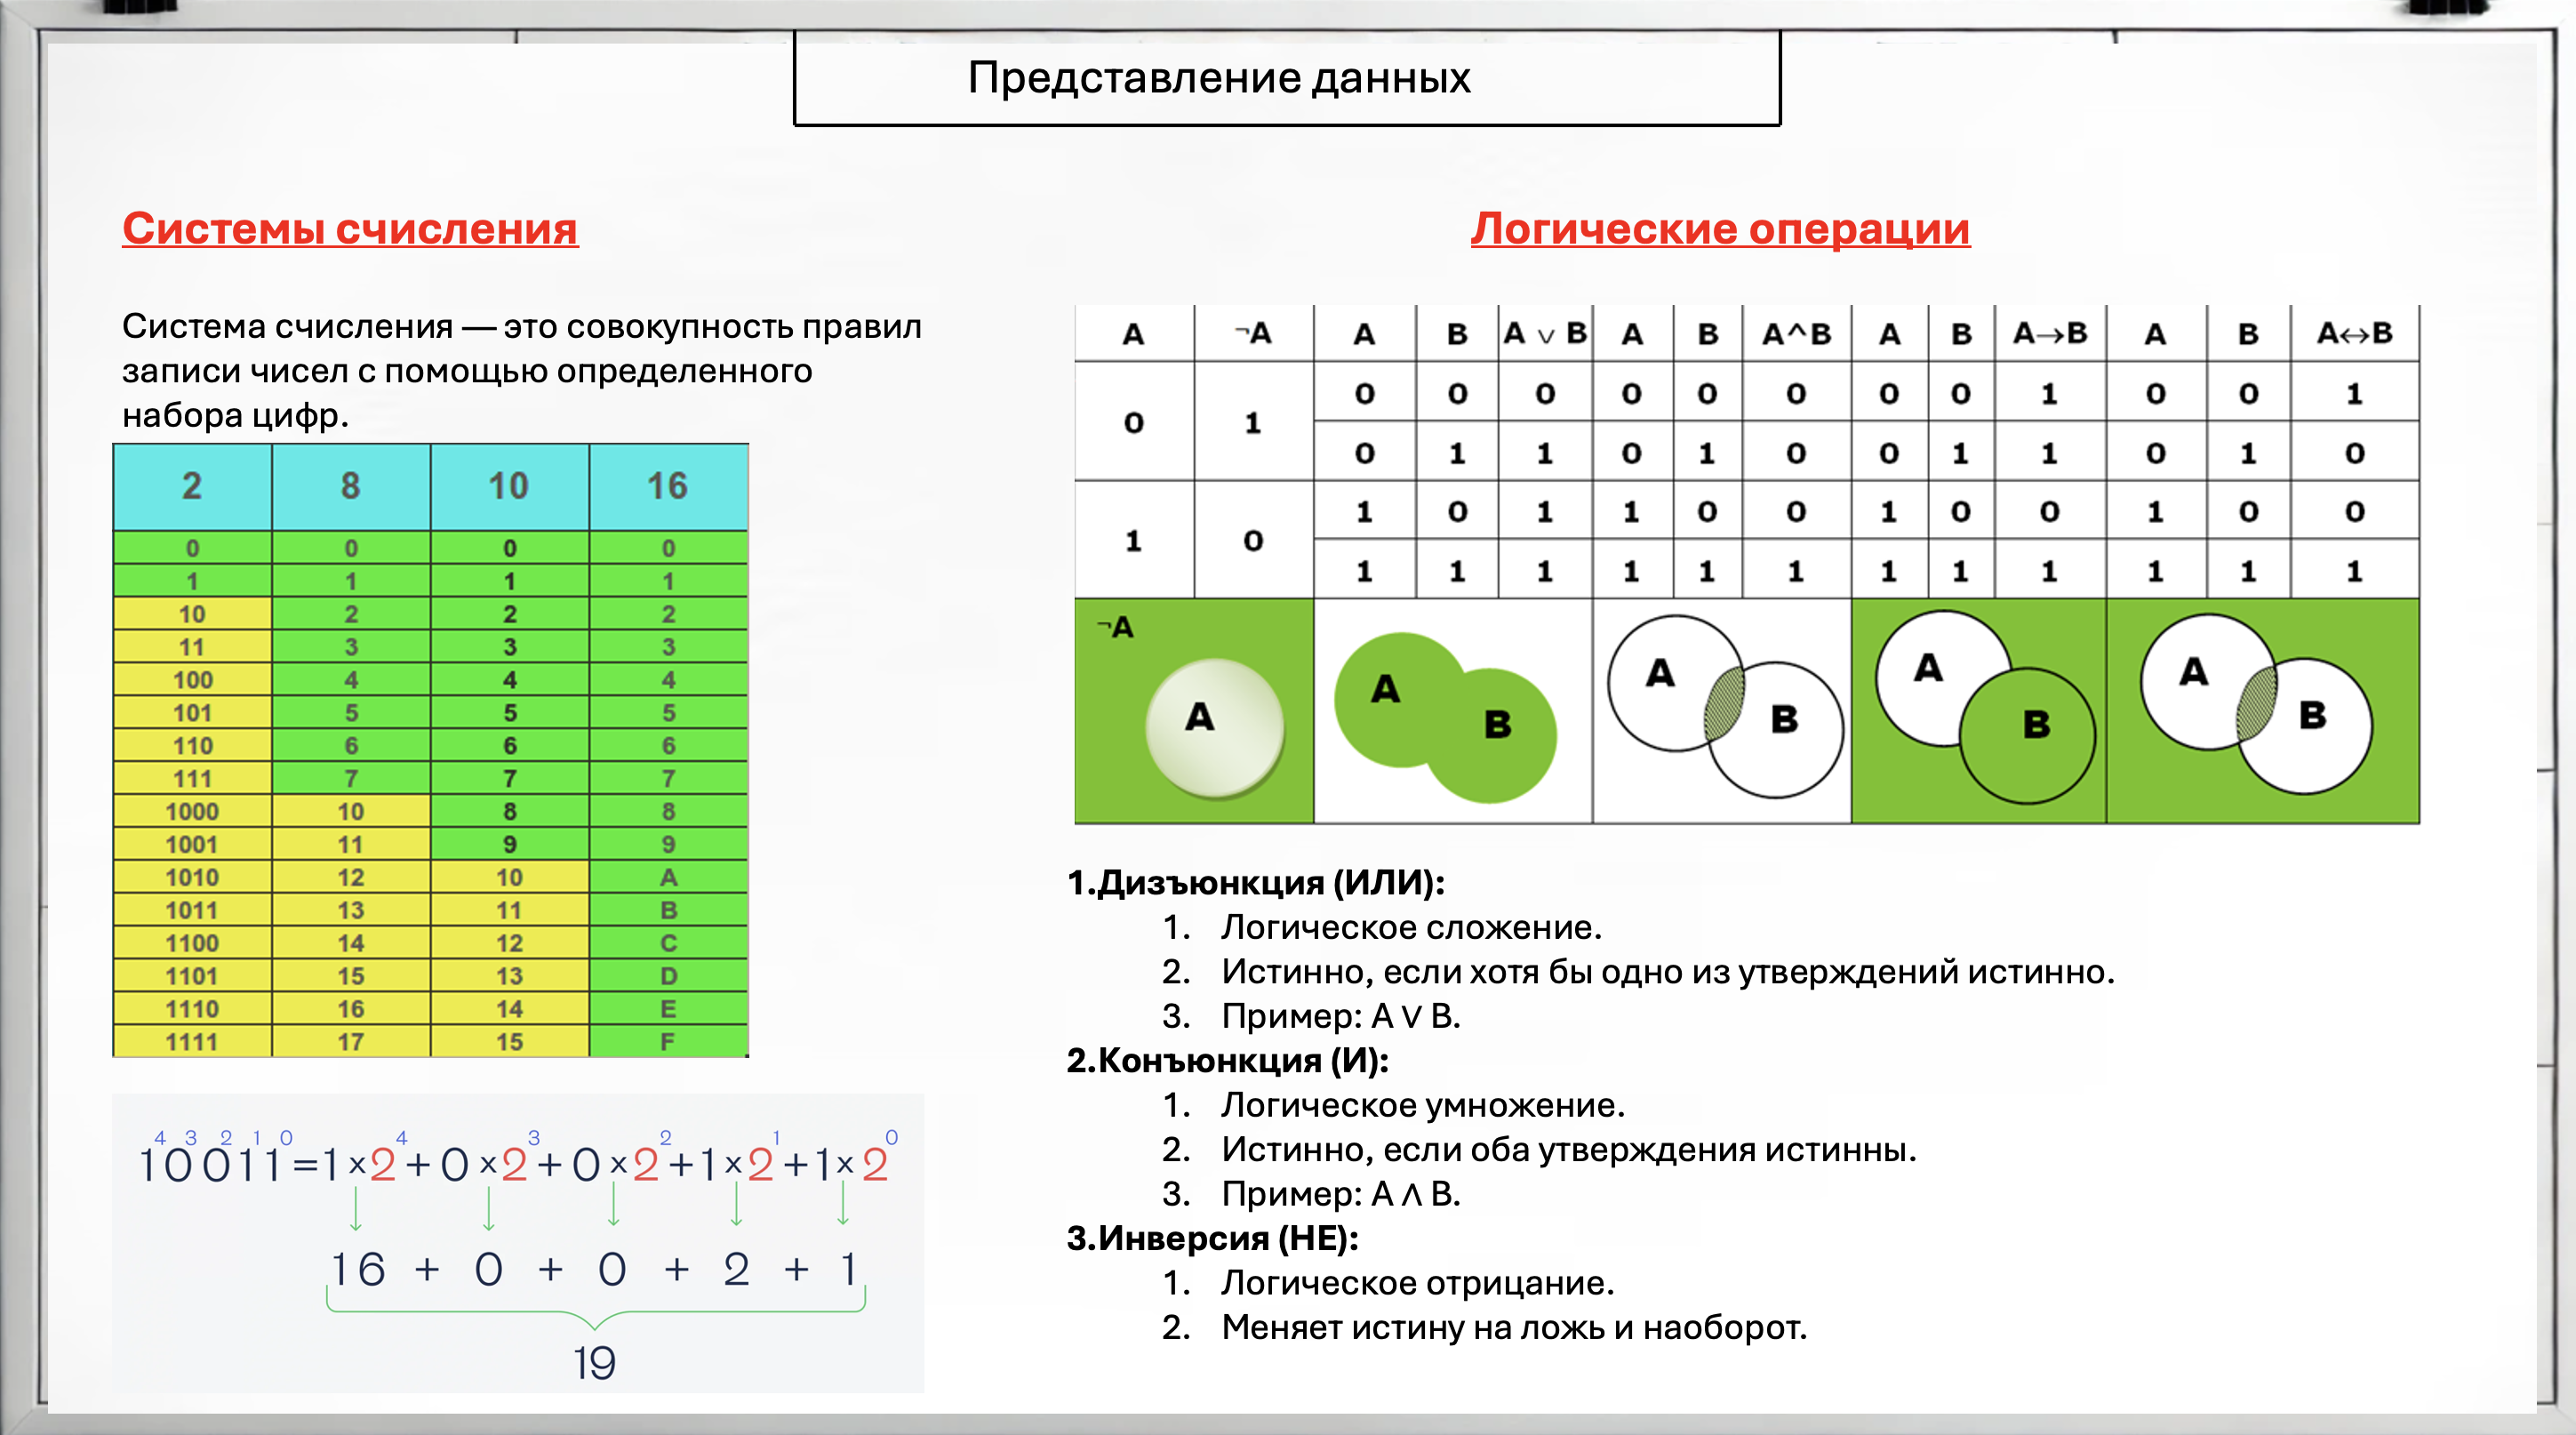 Представление данных
Системы счисления
Система счисления — это совокупность правил
записи чисел с помощью определенного
набора цифр.
2 8 10 16
0 0 0 0
1 1 1 1
10 2 2 2
11 3 3 3
100 4 4 4
101 5 5 5
110 6 6 6
111 7 7 7
1000 10 8 8
1001 11 9 9
1010 12 10 A
1011 13 11 B
1100 14 12 C
1101 15 13 D
1110 16 14 E
1111 17 15 F
4 3 2 1 0 4 3 2 1 0
10011=1×2+0×2+0×2+1×2+1×2
16 + 0 + 0 + 2 + 1
19
Логические операции
A ¬A A B A ∨ B A B A^B A B A→B A B A↔B
0 1
0 0 0 0 0 0 0 0 1 0 0 1
0 1 1 0 1 0 0 1 1 0 1 0
1 0
1 0 1 1 0 0 1 0 0 1 0 0
1 1 1 1 1 1 1 1 1 1 1 1
¬A
A A B A B A B A B
1.Дизъюнкция (ИЛИ):
1. Логическое сложение.
2. Истинно, если хотя бы одно из утверждений истинно.
3. Пример: A ∨ B.
2.Конъюнкция (И):
1. Логическое умножение.
2. Истинно, если оба утверждения истинны.
3. Пример: A ∧ B.
3.Инверсия (НЕ):
1. Логическое отрицание.
2. Меняет истину на ложь и наоборот.